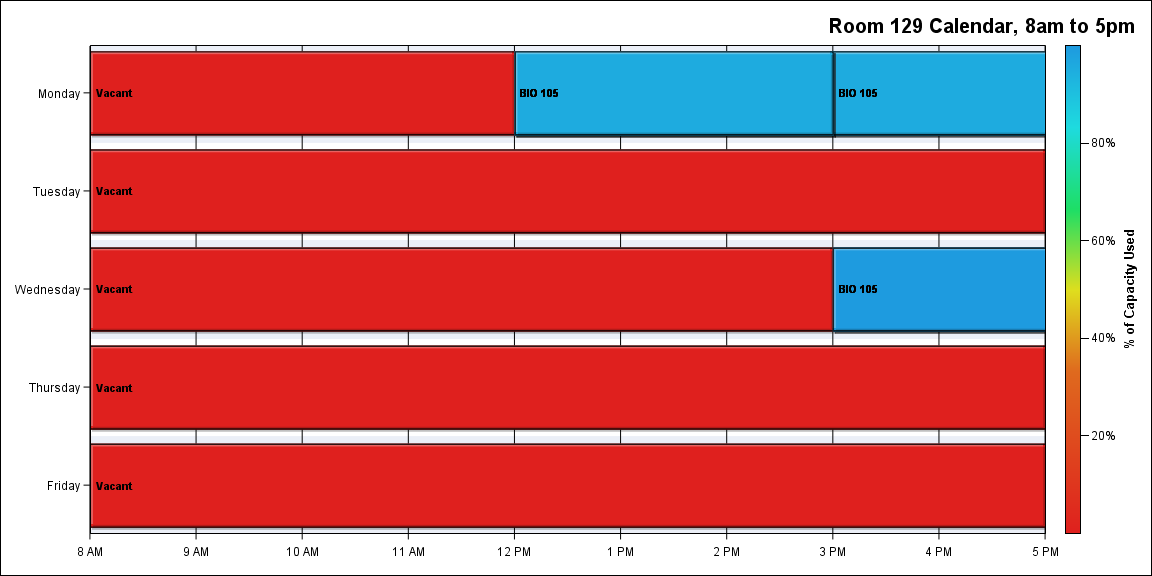 Room 129 Calendar, 8am to 5pm
Monday
Vacant
BIO 105
BIO 105
Tuesday
Vacant
Wednesday
Vacant
BIO 105
Thursday
Vacant
Friday
Vacant
8 AM 9 AM 10 AM 11 AM 12 PM 1 PM 2 PM 3 PM 4 PM 5 PM
80%
60%
40%
20%
% of Capacity Used